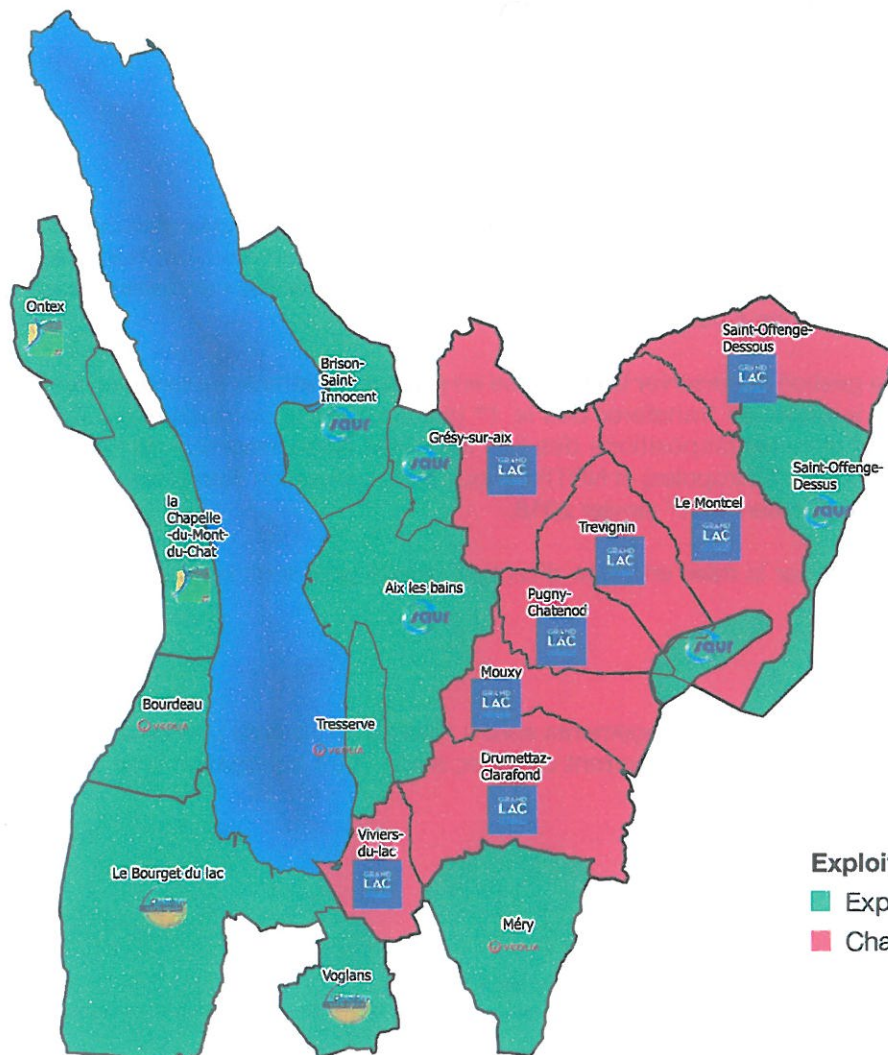 Ontex
Saint-Offenge-
Dessous
GRAND
LAC
Brison-
Saint-
Innocent
saur
Grésy-sur-aix
saur
GRAND
LAC
Saint-Offenge-
Dessus
saur
la
Chapelle
-du-Mont-
du-Chat
Le Montcel
GRAND
LAC
Trevignin
GRAND
LAC
Aix les bains
saur
Pugny-
Chatenod
GRAND
LAC
saur
Mouxy
GRAND
LAC
Bourdeau
VEOLIA
Tresserve
VEOLIA
Drumettaz-
Clarafond
GRAND
LAC
Viviers-
du-lac
GRAND
LAC
Le Bourget du lac
Exploit
Exp
Cha
Méry
VEOLIA
Voglans